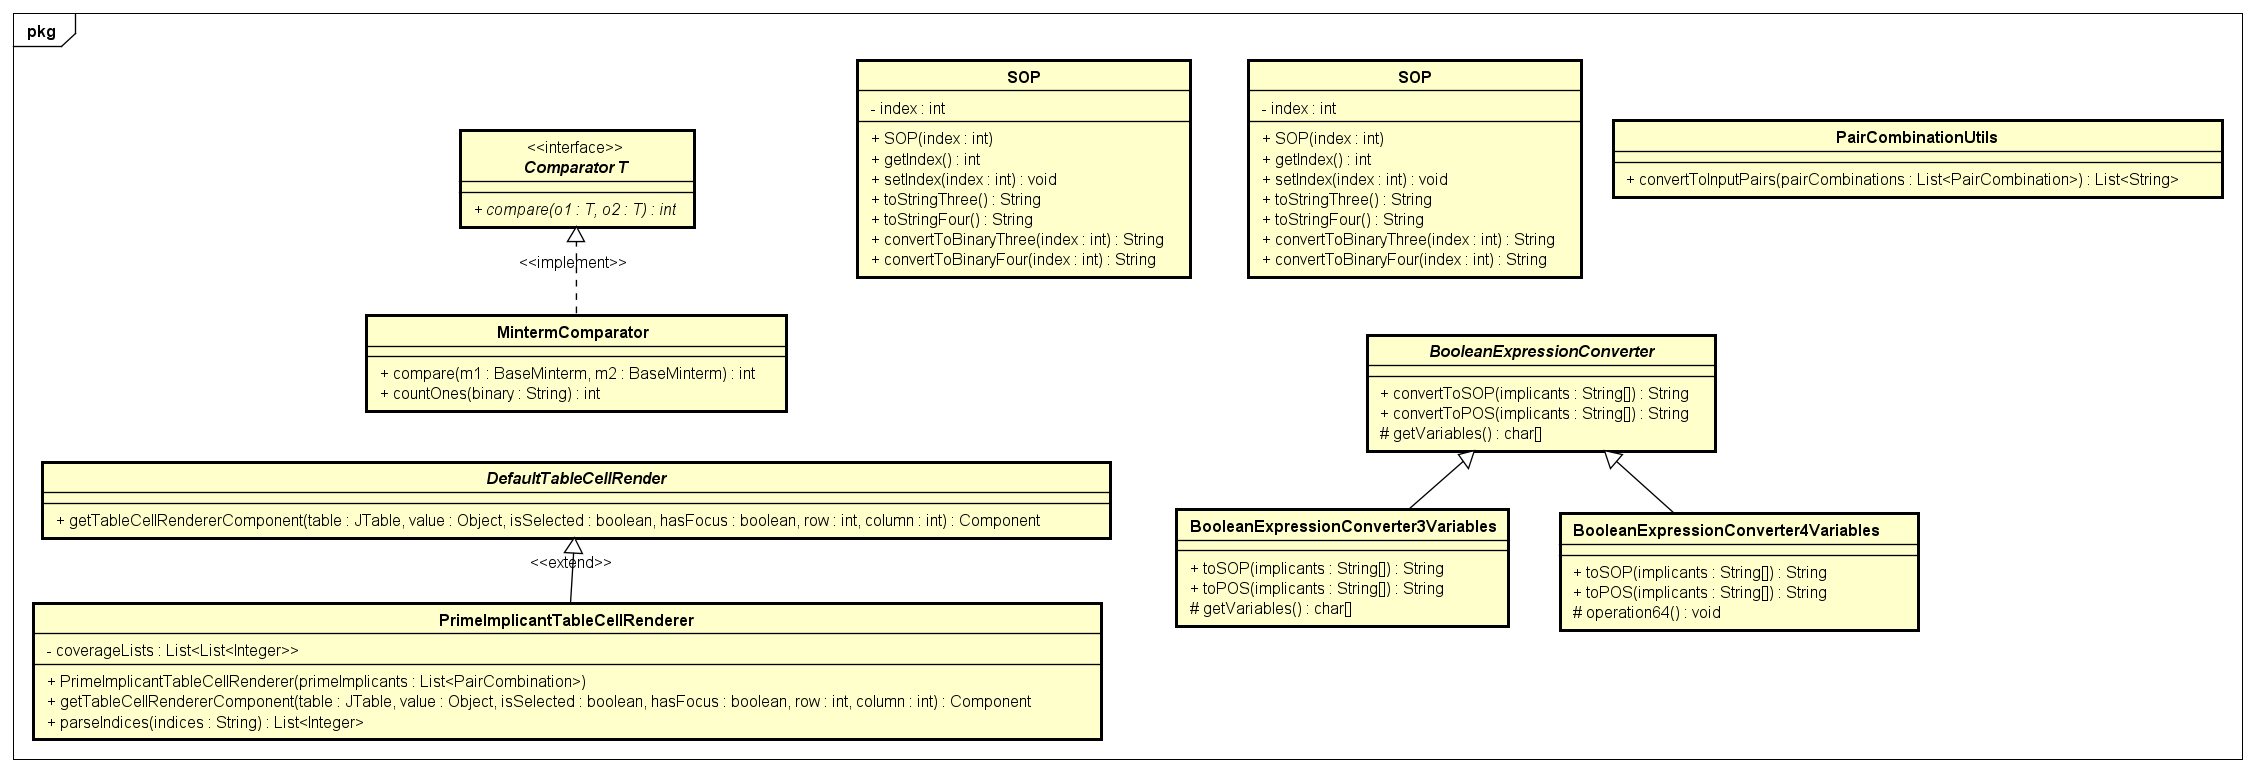 pkg
<<interface>>
Comparator T
+ compare(o1 : T, o2 : T) : int
<<implement>>
MintermComparator
+ compare(m1 : BaseMinterm, m2 : BaseMinterm) : int
+ countOnes(binary : String) : int
SOP
- index : int
+ SOP(index : int)
+ getIndex() : int
+ setIndex(index : int) : void
+ toStringThree() : String
+ toStringFour() : String
+ convertToBinaryThree(index : int) : String
+ convertToBinaryFour(index : int) : String
SOP
- index : int
+ SOP(index : int)
+ getIndex() : int
+ setIndex(index : int) : void
+ toStringThree() : String
+ toStringFour() : String
+ convertToBinaryThree(index : int) : String
+ convertToBinaryFour(index : int) : String
PairCombinationUtils
+ convertToInputPairs(pairCombinations : List<PairCombination>) : List<String>
BooleanExpressionConverter
+ convertToSOP(implicants : String[]) : String
+ convertToPOS(implicants : String[]) : String
# getVariables() : char[]
DefaultTableCellRender
+ getTableCellRendererComponent(table : JTable, value : Object, isSelected : boolean, hasFocus : boolean, row : int, column : int) : Component
<<extend>>
PrimeImplicantTableCellRenderer
- coverageLists : List<List<Integer>>
+ PrimeImplicantTableCellRenderer(primeImplicants : List<PairCombination>)
+ getTableCellRendererComponent(table : JTable, value : Object, isSelected : boolean, hasFocus : boolean, row : int, column : int) : Component
+ parseIndices(indices : String) : List<Integer>
BooleanExpressionConverter3Variables
+ toSOP(implicants : String[]) : String
+ toPOS(implicants : String[]) : String
# getVariables() : char[]
BooleanExpressionConverter4Variables
+ toSOP(implicants : String[]) : String
+ toPOS(implicants : String[]) : String
# operation64() : void